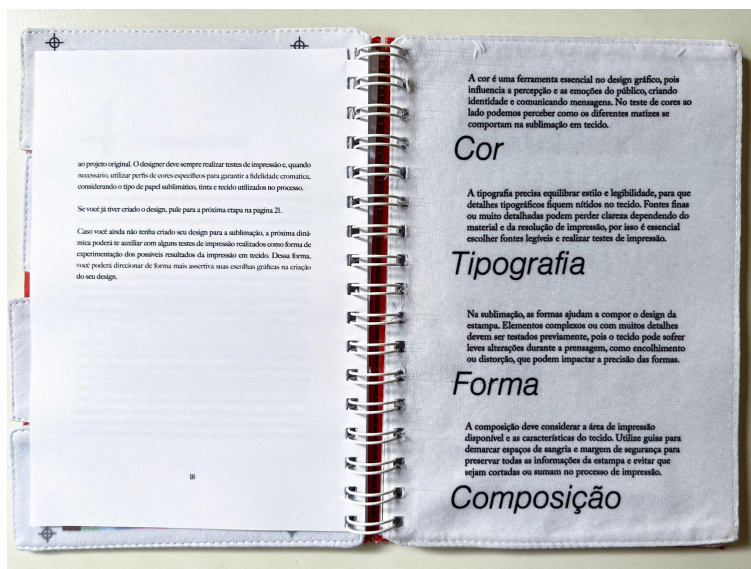 ao projeto original. O designer deve sempre realizar testes de impressão e, quando
necessário, utilizar perfis de cores específicos para garantir a fidelidade cromática,
considerando o tipo de papel sublimático, tinta e tecido utilizados no processo.
Se você já tiver criado o design, pule para a próxima etapa na página 21.
Caso você ainda não tenha criado seu design para a sublimação, a próxima dinâ-
mica poderá te auxiliar com alguns testes de impressão realizados como forma de
experimentação dos possíveis resultados da impressão em tecido. Dessa forma,
você poderá direcionar de forma mais assertiva suas escolhas gráficas na criação
do seu design.
18
A cor é uma ferramenta essencial no design gráfico, pois
influencia a percepção e as emoções do público, criando
identidade e comunicando mensagens. No teste de cores ao
lado podemos perceber como os diferentes matizes se
comportam na sublimação em tecido.
Cor
A tipografia precisa equilibrar estilo e legibilidade, para que
detalhes tipográficos fiquem nítidos no tecido. Fontes finas
ou muito detalhadas podem perder clareza dependendo do
material e da resolução de impressão, por isso é essencial
escolher fontes legíveis e realizar testes de impressão.
Tipografia
Na sublimação, as formas ajudam a compor o design da
estampa. Elementos complexos ou com muitos detalhes
devem ser testados previamente, pois o tecido pode sofrer
leves alterações durante a prensagem, como encolhimento
ou distorção, que podem impactar a precisão das formas.
Forma
A composição deve considerar a área de impressão
disponível e as características do tecido. Utilize guias para
demarcar espaços de sangria e margem de segurança para
preservar todas as informações da estampa e evitar que
sejam cortadas ou sumam no processo de impressão.
Composição